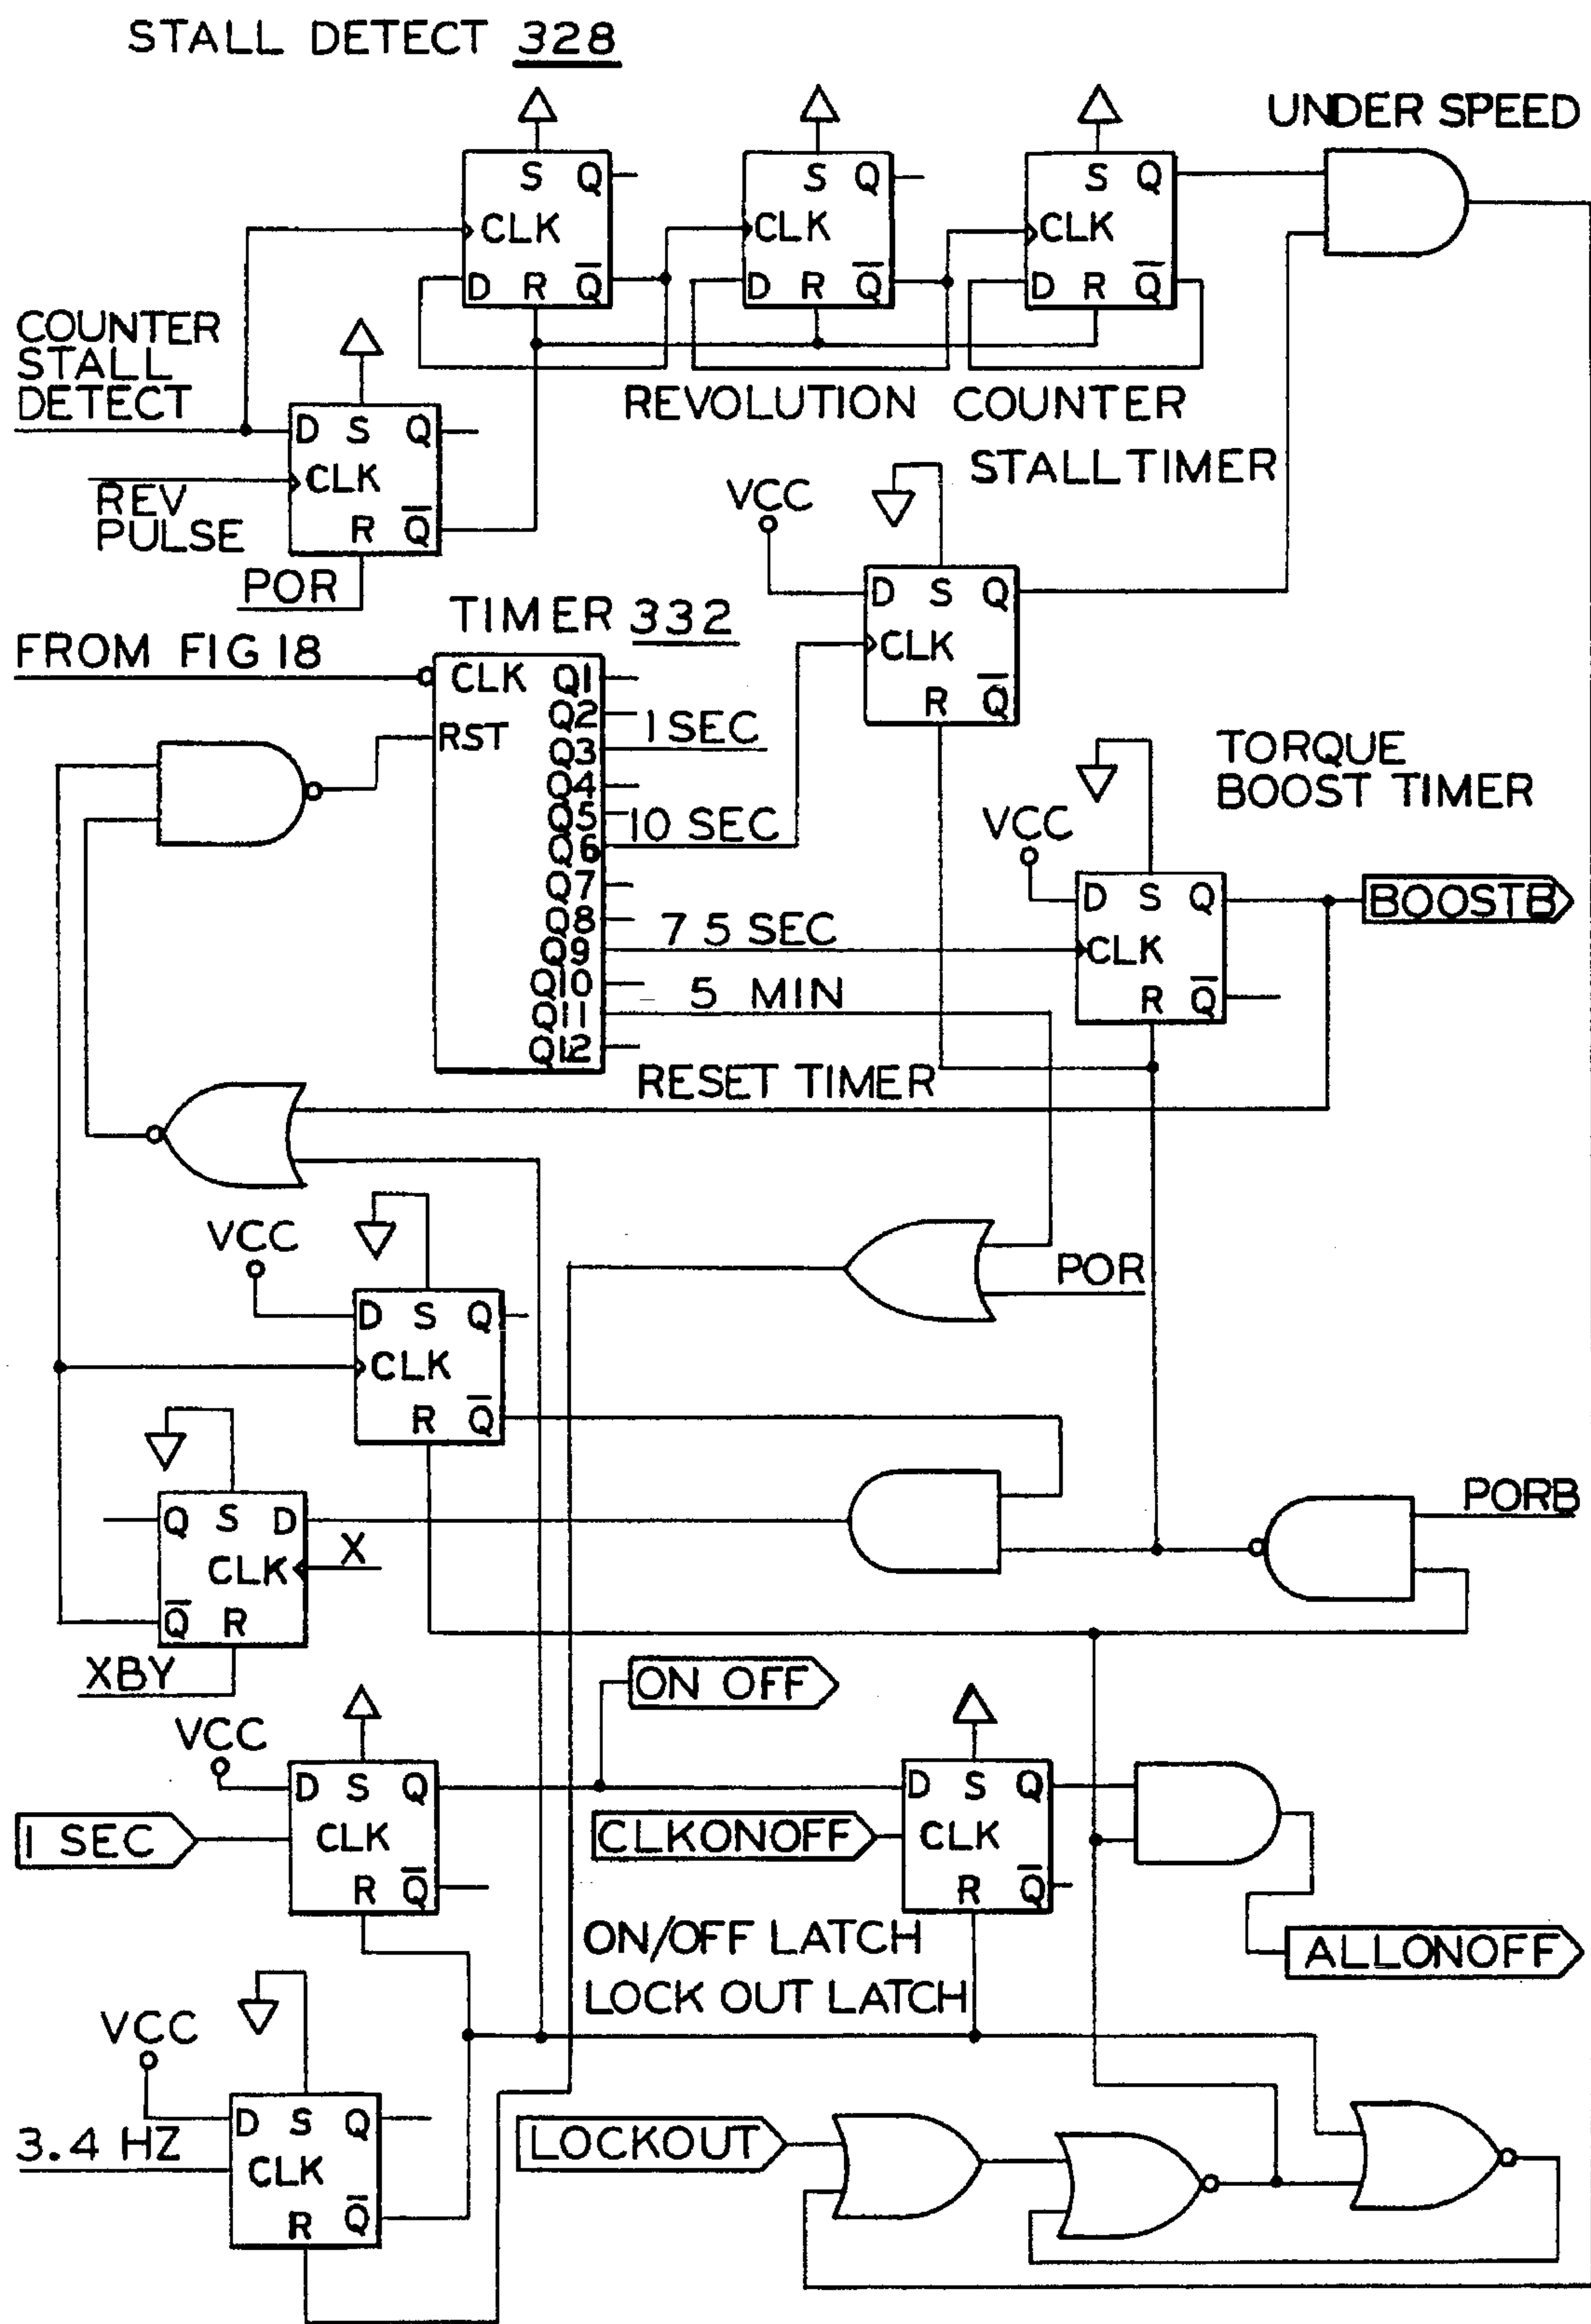 STALL DETECT 328
UNDER SPEED
S Q
CLK
D R Q̅
S Q
CLK
D R Q̅
S Q
CLK
D R Q̅
COUNTER
STALL
DETECT
REVOLUTION COUNTER
D S Q
CLK
R Q̅
REV
PULSE
POR
STALL TIMER
VCC
D S Q
CLK
R Q̅
TIMER 332
FROM FIG 18
CLK
RST
Q1
Q2
Q3
Q4
Q5
Q6
Q7
Q8
Q9
Q10
Q11
Q12
1 SEC
10 SEC
7 5 SEC
5 MIN
TORQUE
BOOST TIMER
VCC
D S Q
CLK
R Q̅
BOOSTB
RESET TIMER
VCC
D S Q
CLK
R Q̅
POR
Q S D
CLK
Q̅ R
X
XBY
PORB
ON OFF
VCC
D S Q
CLK
R Q̅
1 SEC
CLKONOFF
D S Q
CLK
R Q̅
ALLONOFF
ON/OFF LATCH
LOCK OUT LATCH
VCC
D S Q
CLK
R Q̅
3.4 HZ
LOCKOUT